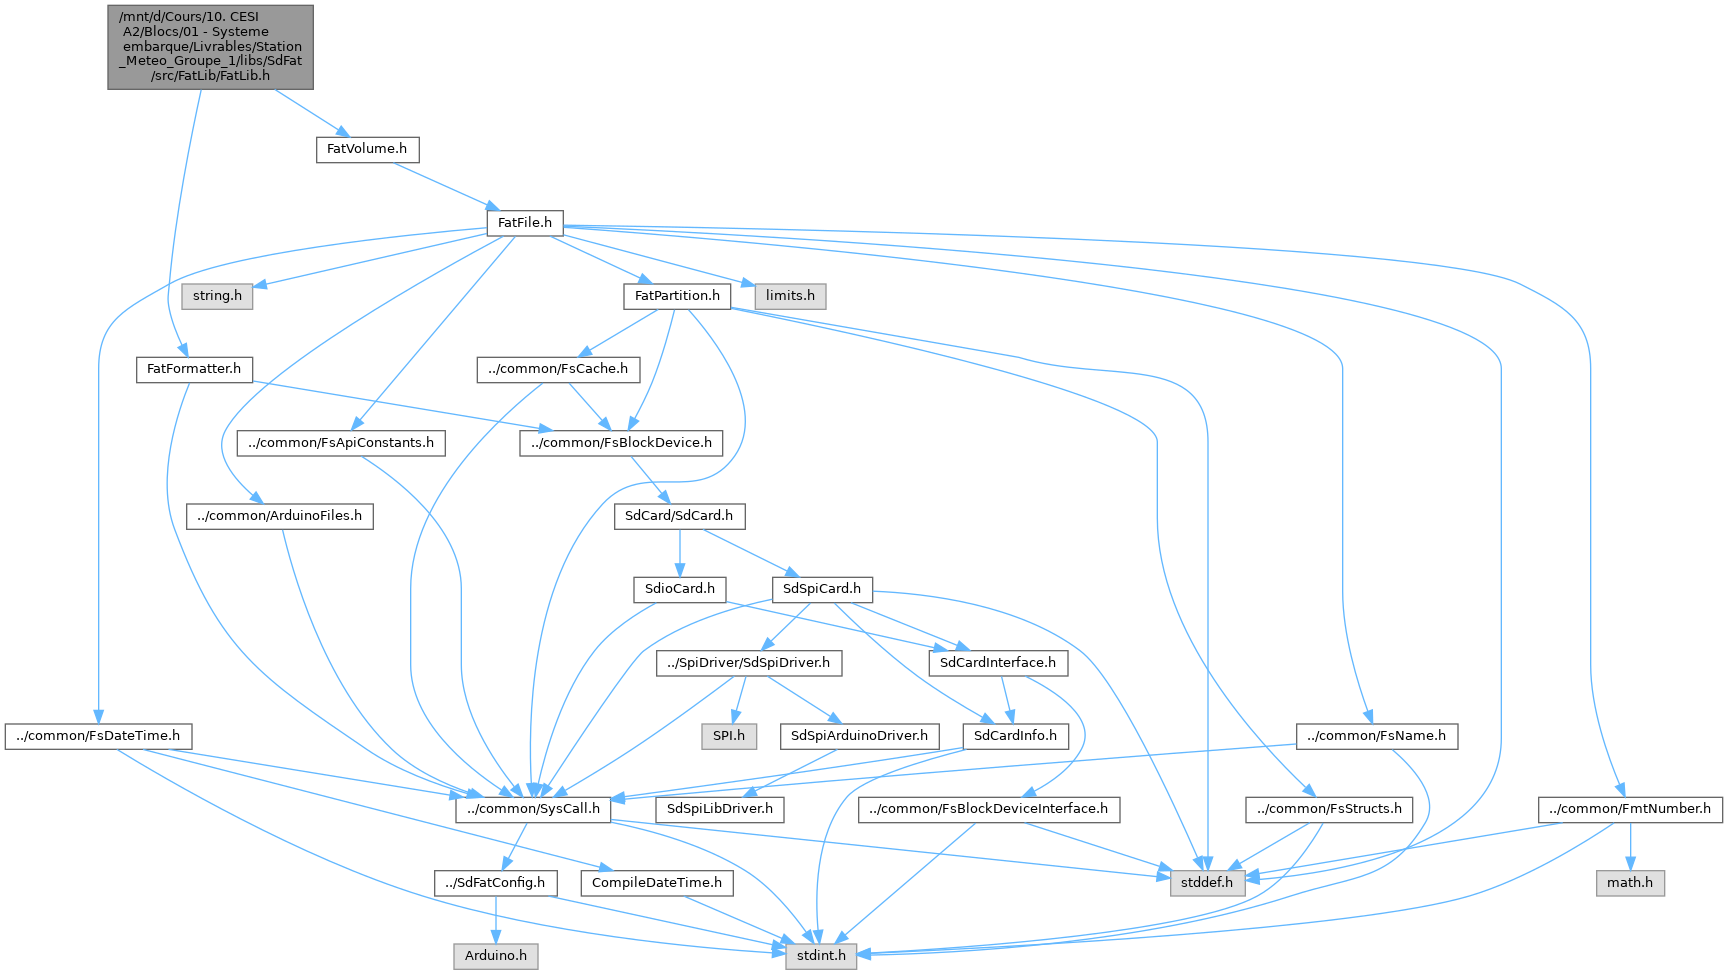 /mnt/d/Cours/10. CESI
A2/Blocs/01 - Systeme
embarque/Livrables/Station
_Meteo_Groupe_1/libs/SdFat
/src/FatLib/FatLib.h
FatVolume.h
FatFile.h
string.h
FatPartition.h
limits.h
FatFormatter.h
../common/FsCache.h
../common/FsApiConstants.h
../common/FsBlockDevice.h
../common/ArduinoFiles.h
SdCard/SdCard.h
SdioCard.h
SdSpiCard.h
../SpiDriver/SdSpiDriver.h
SdCardInterface.h
../common/FsDateTime.h
SPI.h
SdSpiArduinoDriver.h
SdCardInfo.h
../common/FsName.h
../common/SysCall.h
SdSpiLibDriver.h
../common/FsBlockDeviceInterface.h
../common/FsStructs.h
../common/FmtNumber.h
../SdFatConfig.h
CompileDateTime.h
stddef.h
math.h
Arduino.h
stdint.h